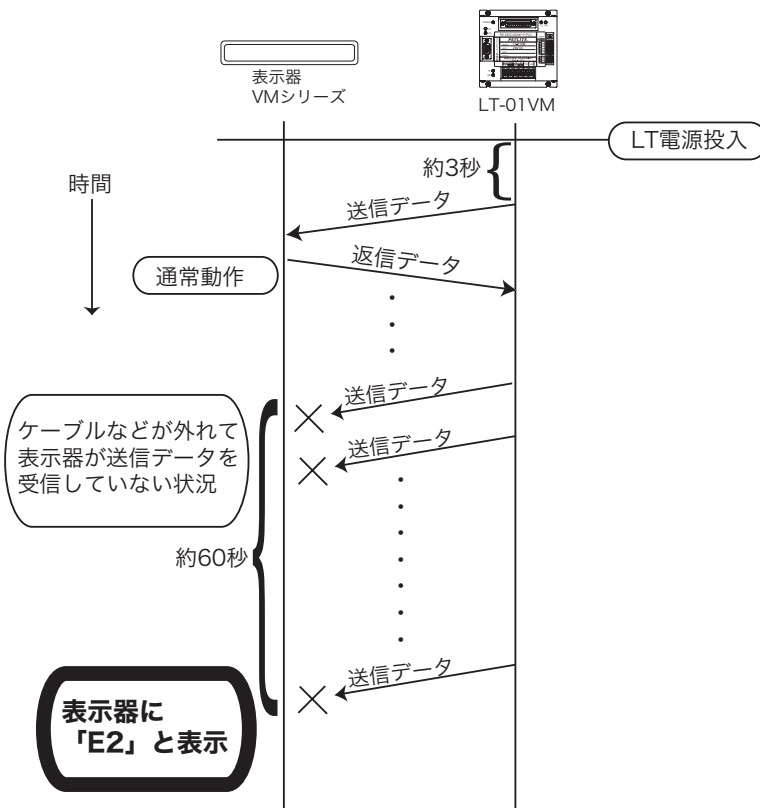 表示器
VMシリーズ
LT-01VM
LT電源投入
約3秒
時間
送信データ
返信データ
通常動作
送信データ
ケーブルなどが外れて
表示器が送信データを
受信していない状況
送信データ
約60秒
送信データ
表示器に
「E2」と表示